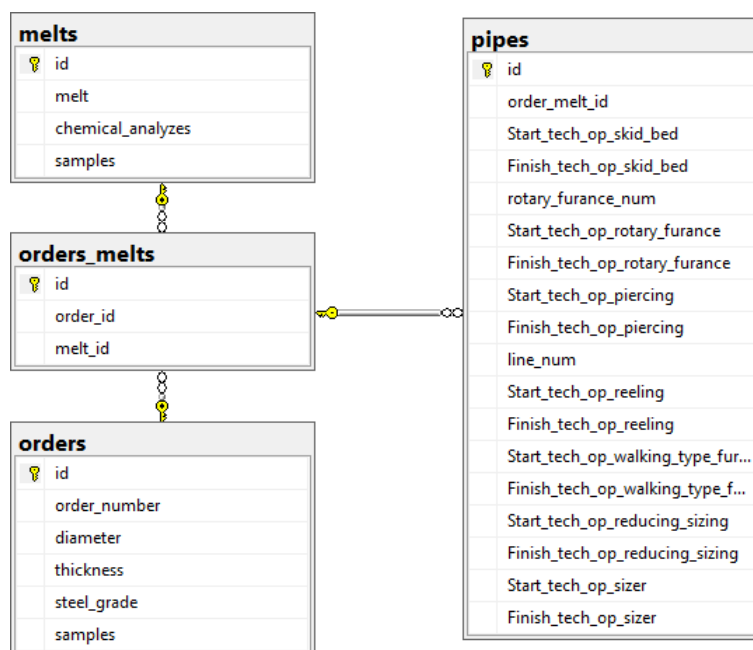 melts
id
melt
chemical_analyzes
samples
orders_melts
id
order_id
melt_id
orders
id
order_number
diameter
thickness
steel_grade
samples
pipes
id
order_melt_id
Start_tech_op_skid_bed
Finish_tech_op_skid_bed
rotary_furance_num
Start_tech_op_rotary_furance
Finish_tech_op_rotary_furance
Start_tech_op_piercing
Finish_tech_op_piercing
line_num
Start_tech_op_reeling
Finish_tech_op_reeling
Start_tech_op_walking_type_fur...
Finish_tech_op_walking_type_f...
Start_tech_op_reducing_sizing
Finish_tech_op_reducing_sizing
Start_tech_op_sizer
Finish_tech_op_sizer